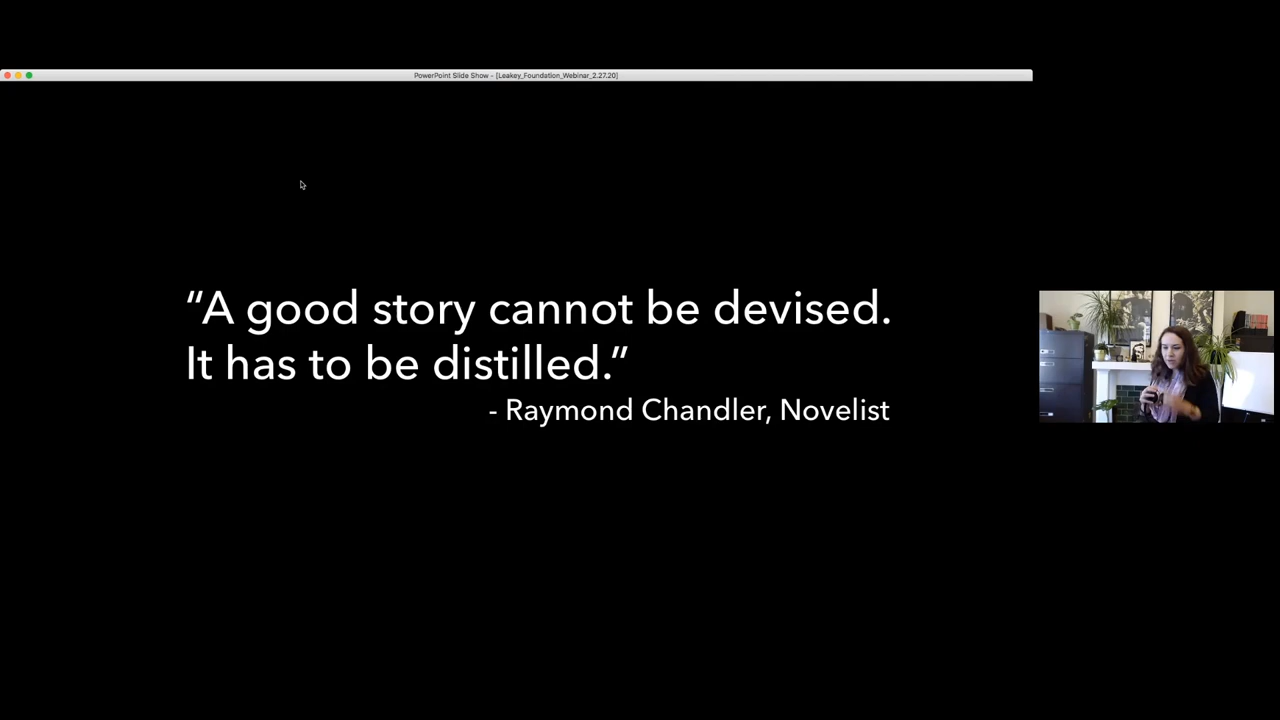 PowerPoint Slide Show - [Leakey_Foundation_Webinar_2.27.20]
“A good story cannot be devised.
It has to be distilled.”
- Raymond Chandler, Novelist